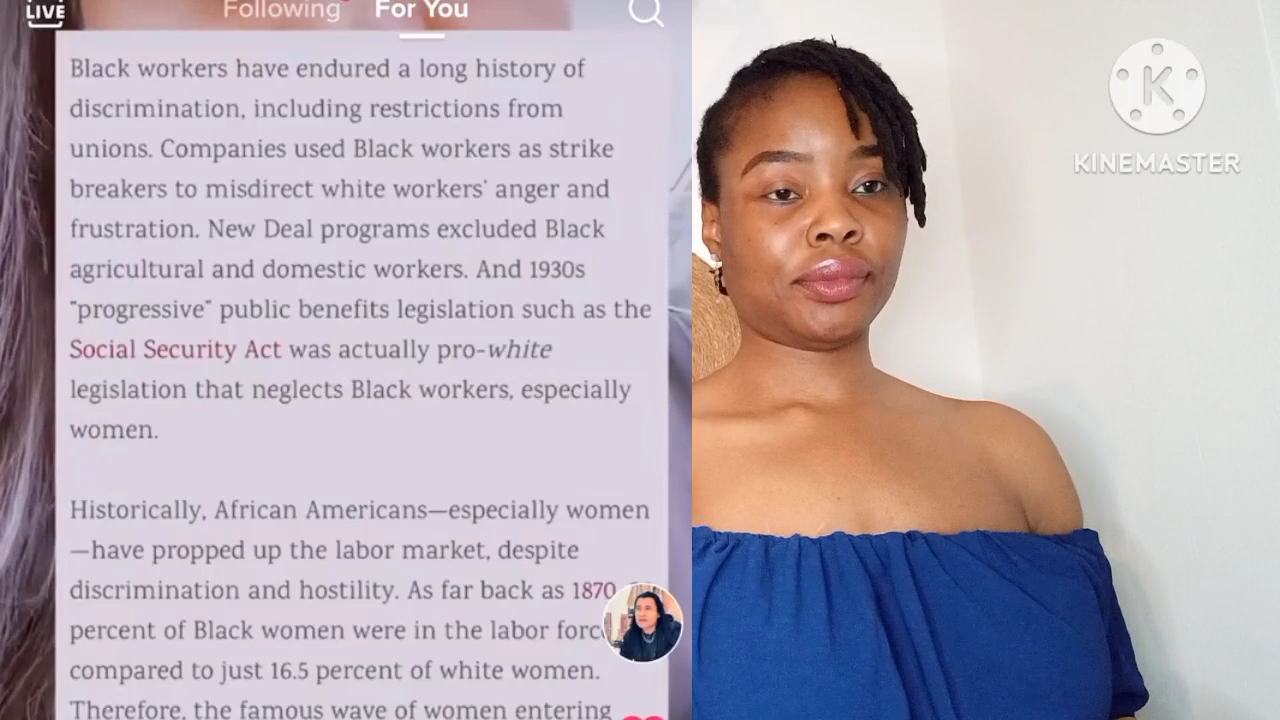 LIVE
Following
For You
Black workers have endured a long history of
discrimination, including restrictions from
unions. Companies used Black workers as strike
breakers to misdirect white workers' anger and
frustration. New Deal programs excluded Black
agricultural and domestic workers. And 1930s
"progressive" public benefits legislation such as the
Social Security Act was actually pro-white
legislation that neglects Black workers, especially
women.
Historically, African Americans—especially women
—have propped up the labor market, despite
discrimination and hostility. As far back as 1870
percent of Black women were in the labor
compared to just 16.5 percent of white women.
Therefore, the famous wave of women entering
K
KINEMASTER